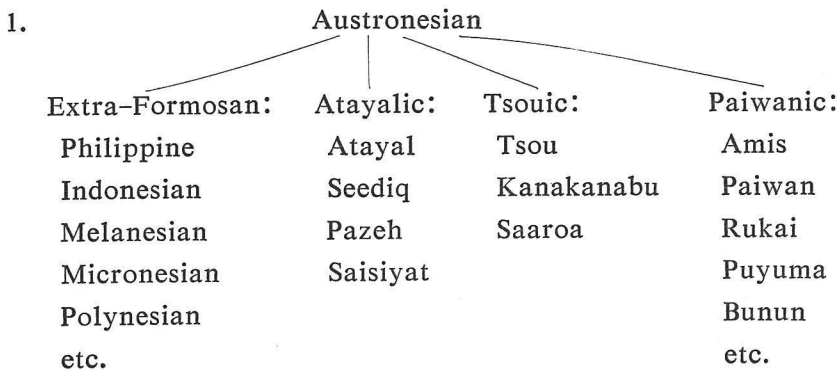 1. Austronesian
Extra-Formosan: Atayalic: Tsouic: Paiwanic:
Philippine Atayal Tsou Amis
Indonesian Seediq Kanakanabu Paiwan
Melanesian Pazeh Saaroa Rukai
Micronesian Saisiyat Puyuma
Polynesian Bunun
etc. etc.